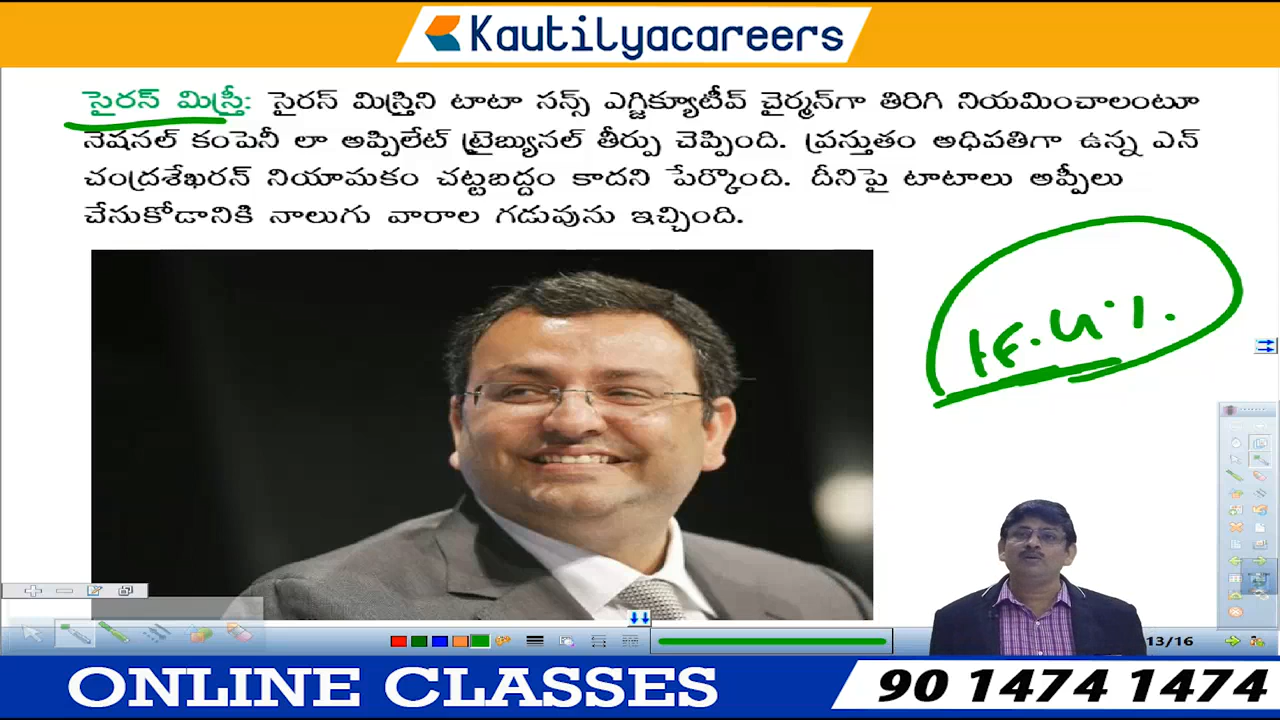 Kautilyacareers
సైరస్ మిస్త్రీ: సైరస్ మిస్త్రిని టాటా సన్స్ ఎగ్జిక్యూటీవ్ చైర్మన్‌గా తిరిగి నియమించాలంటూ
నేషనల్ కంపెనీ లా అప్పిలేట్ ట్రైబ్యునల్ తీర్పు చెప్పింది. ప్రస్తుతం అధిపతిగా ఉన్న ఎన్
చంద్రశేఖరన్ నియామకం చట్టబద్దం కాదని పేర్కొంది. దీనిపై టాటాలు అప్పీలు
చేసుకోడానికి నాలుగు వారాల గడువును ఇచ్చింది.
13/16
ONLINE CLASSES 90 1474 1474